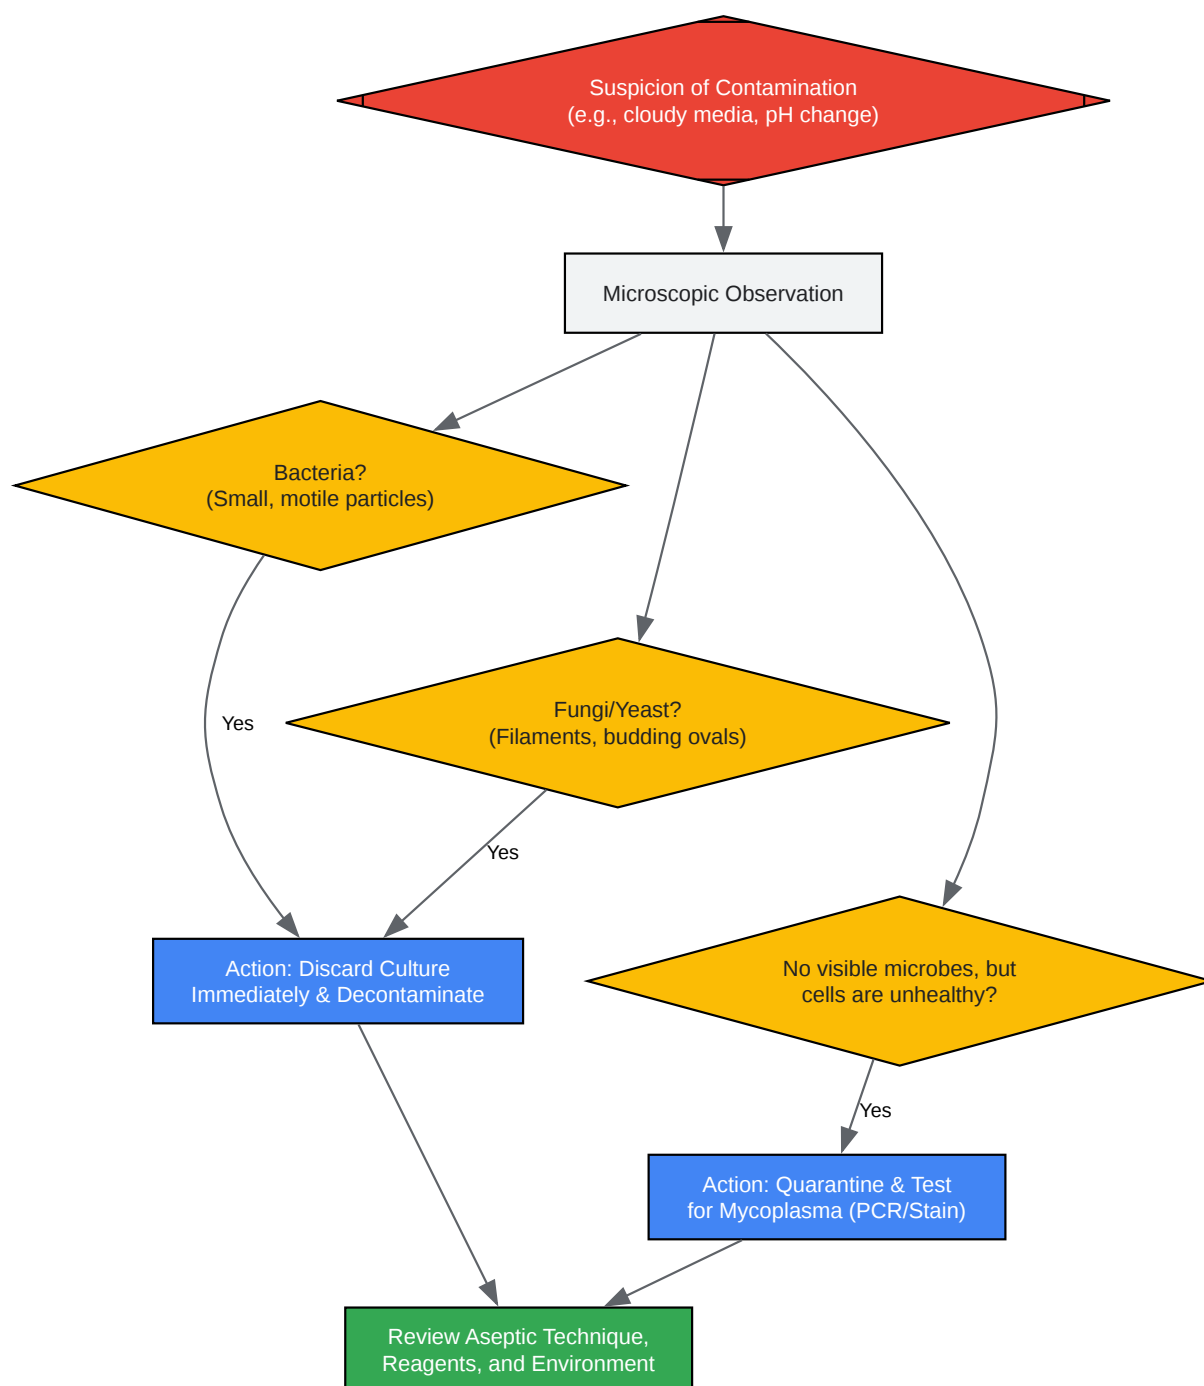 Suspicion of Contamination
(e.g., cloudy media, pH change)
Microscopic Observation
Bacteria?
(Small, motile particles)
Fungi/Yeast?
(Filaments, budding ovals)
Yes
Yes
No visible microbes, but
cells are unhealthy?
Action: Discard Culture
Immediately & Decontaminate
Yes
Action: Quarantine & Test
for Mycoplasma (PCR/Stain)
Review Aseptic Technique,
Reagents, and Environment